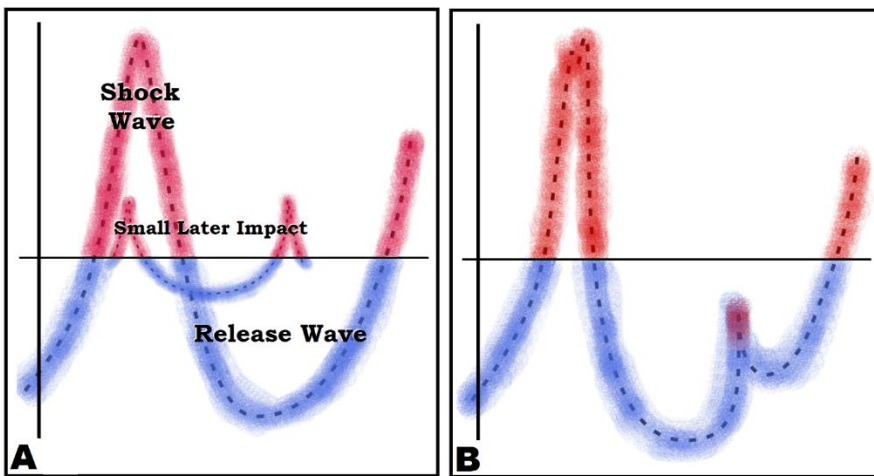 Shock
Wave
Small Later Impact
Release Wave
A
B